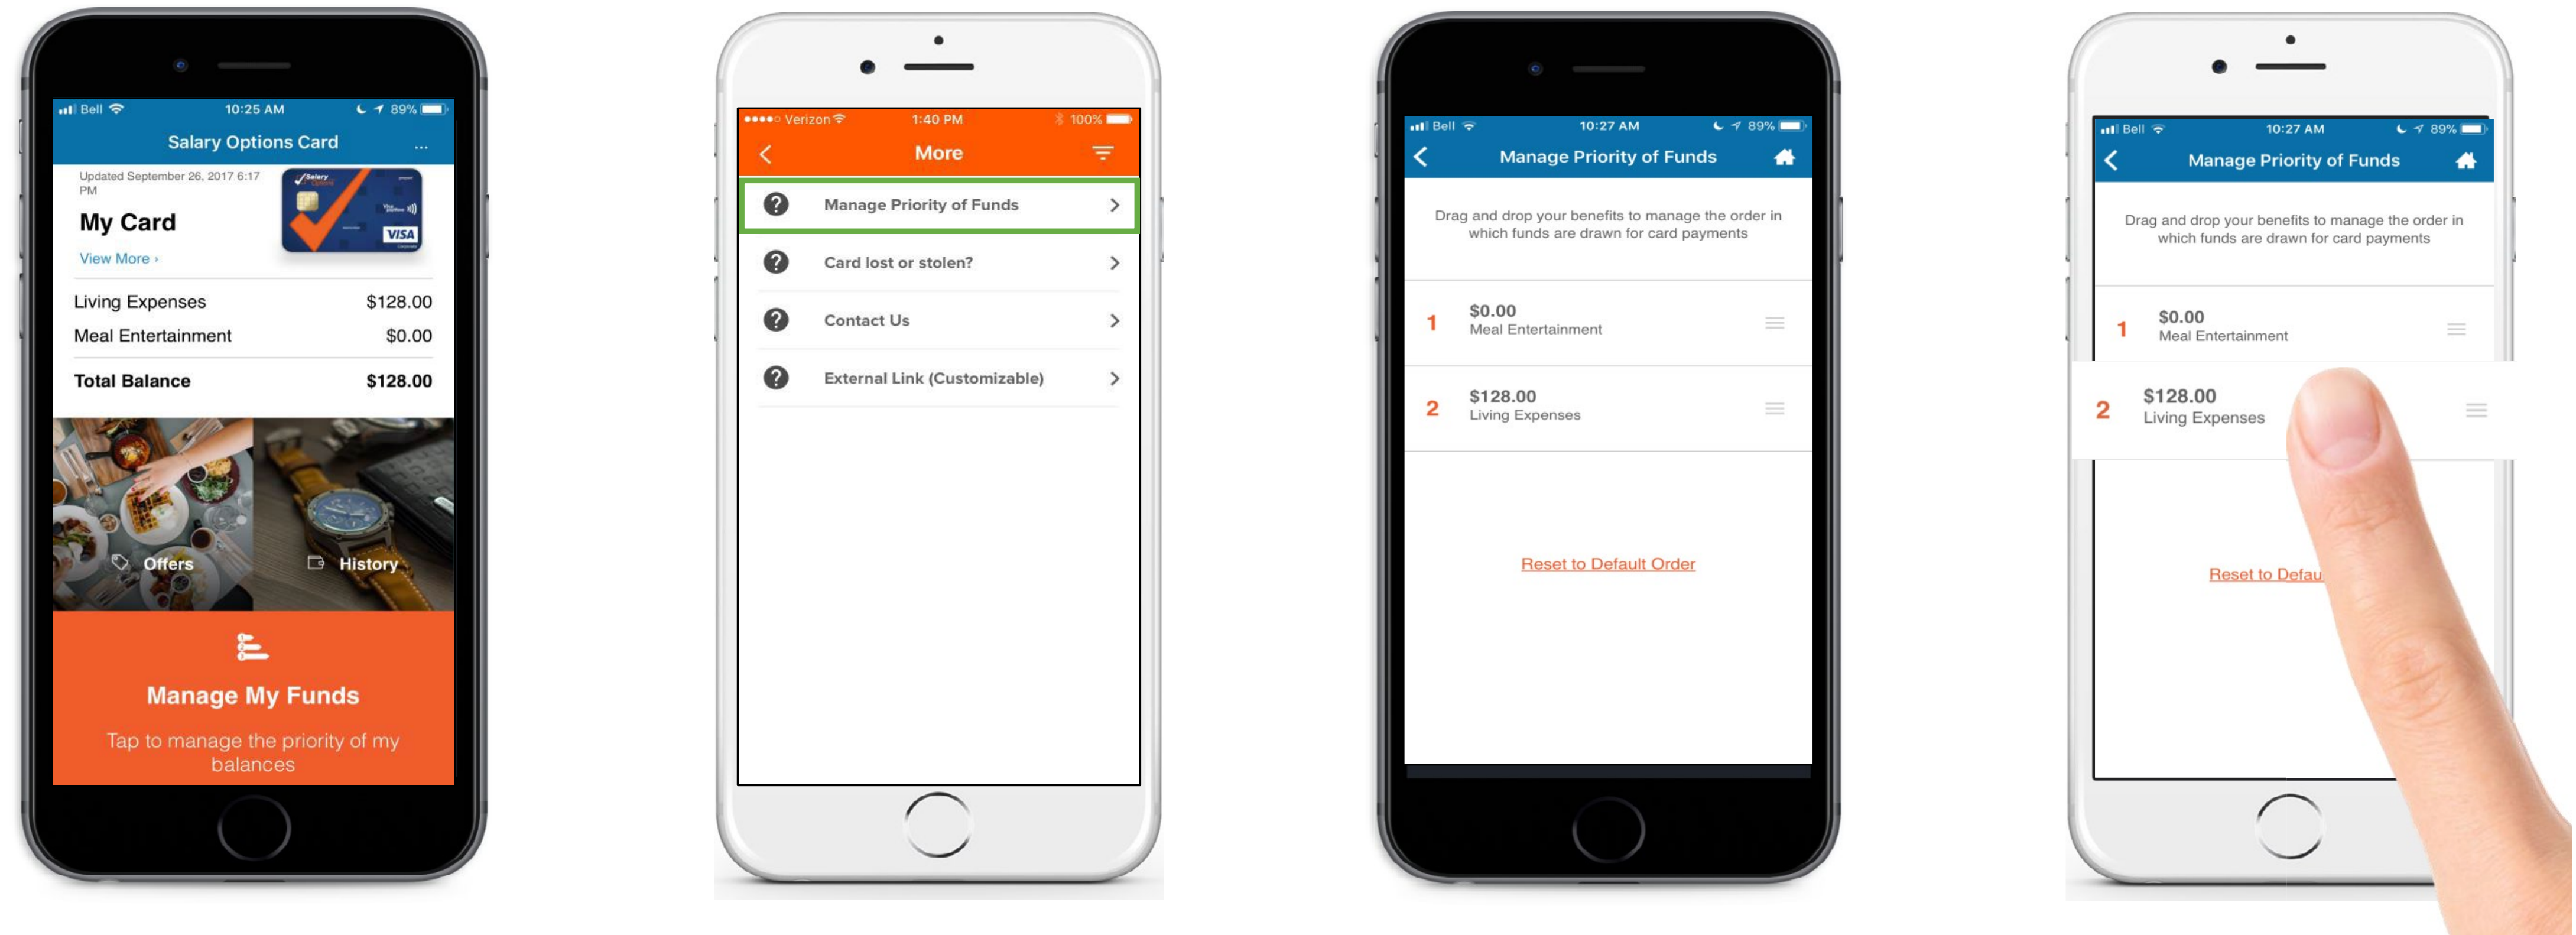 Bell 10:25 AM 89%
Salary Options Card ...
Updated September 26, 2017 6:17
PM
My Card
View More ›
Salary
Options
prepaid
VISA
Living Expenses $128.00
Meal Entertainment $0.00
Total Balance $128.00
Offers History
Manage My Funds
Tap to manage the priority of my
balances
Verizon 1:40 PM 100%
More
? Manage Priority of Funds
? Card lost or stolen?
? Contact Us
? External Link (Customizable)
Bell 10:27 AM 89%
Manage Priority of Funds
Drag and drop your benefits to manage the order in
which funds are drawn for card payments
1 $0.00
Meal Entertainment
2 $128.00
Living Expenses
Reset to Default Order
Bell 10:27 AM 89%
Manage Priority of Funds
Drag and drop your benefits to manage the order in
which funds are drawn for card payments
1 $0.00
Meal Entertainment
2 $128.00
Living Expenses
Reset to Defau